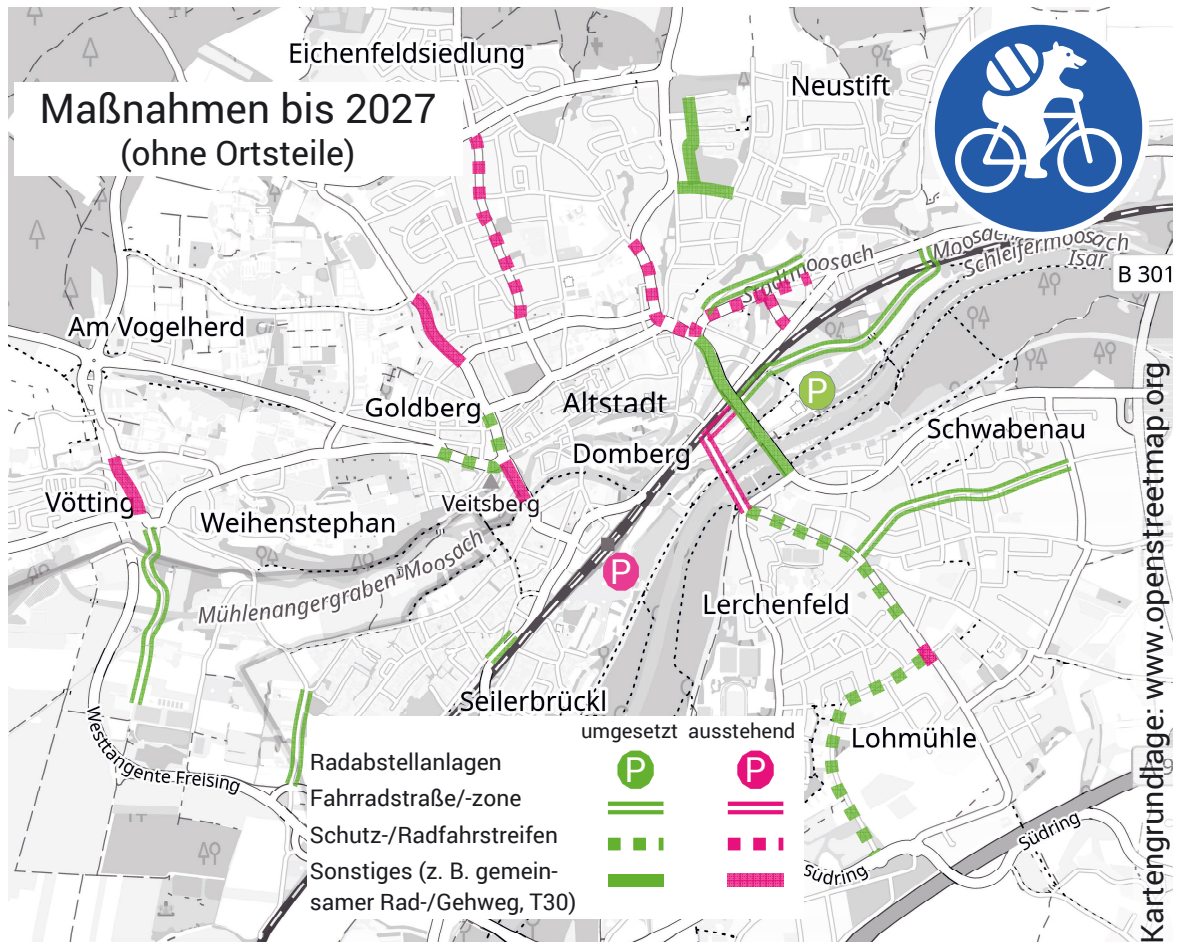 Eichenfeldsiedlung
Neustift
Maßnahmen bis 2027
(ohne Ortsteile)
Stadtmoosach
Schleifermoosach
Isar
B 301
Am Vogelherd
Goldberg
Altstadt
Schwabenau
Domberg
Vötting
Veitsberg
Weihenstephan
Mühlenangergraben-Moosach
P
P
Lerchenfeld
Seilerbrückl
Westtangente Freising
Lohmühle
Südring
Südring
umgesetzt ausstehend
Radabstellanlagen P P
Fahrradstraße/-zone
Schutz-/Radfahrstreifen
Sonstiges (z. B. gemein-
samer Rad-/Gehweg, T30)
Kartengrundlage: www.openstreetmap.org